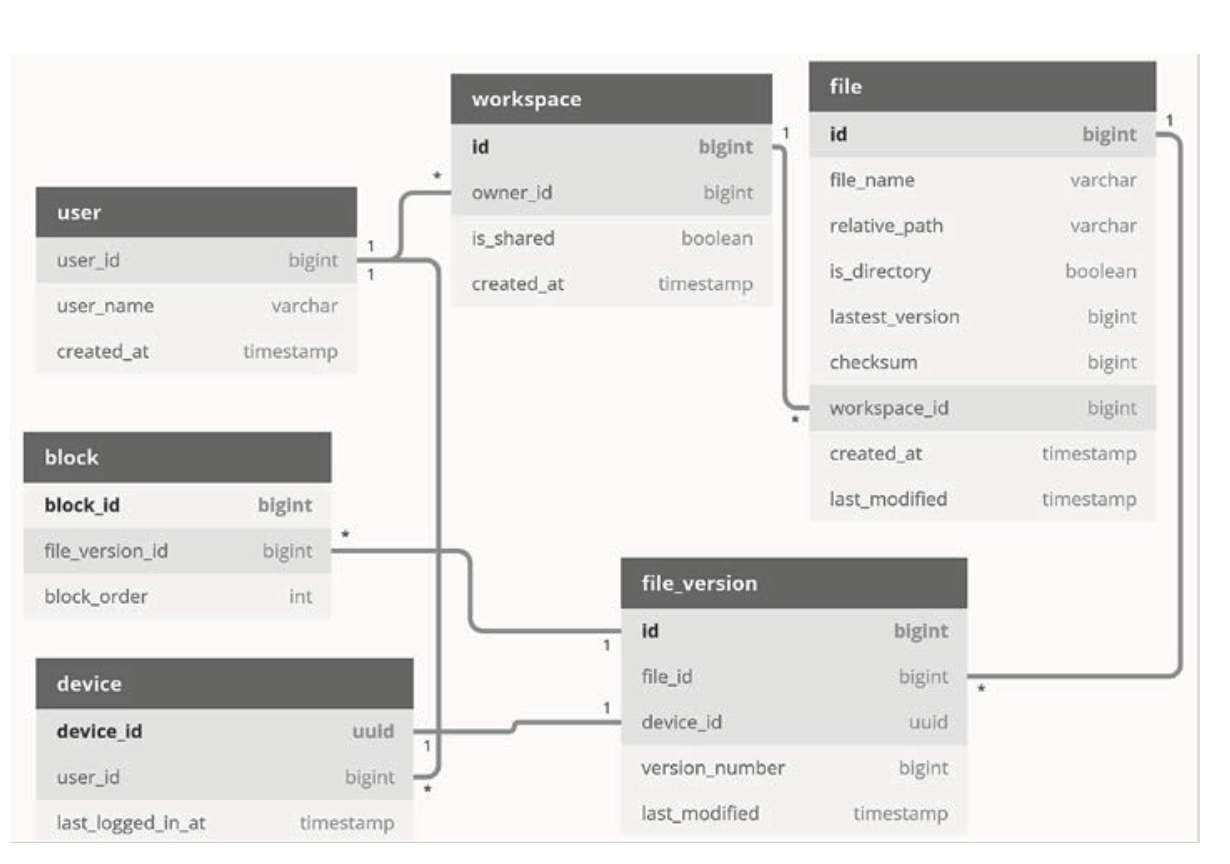 workspace
id bigint
owner_id bigint
is_shared boolean
created_at timestamp
file
id bigint
file_name varchar
relative_path varchar
is_directory boolean
lastest_version bigint
checksum bigint
workspace_id bigint
created_at timestamp
last_modified timestamp
user
user_id bigint
user_name varchar
created_at timestamp
block
block_id bigint
file_version_id bigint
block_order int
file_version
id bigint
file_id bigint
device_id uuid
version_number bigint
last_modified timestamp
device
device_id uuid
user_id bigint
last_logged_in_at timestamp
1
1
*
1
*
1
*
1
*
1
1
*